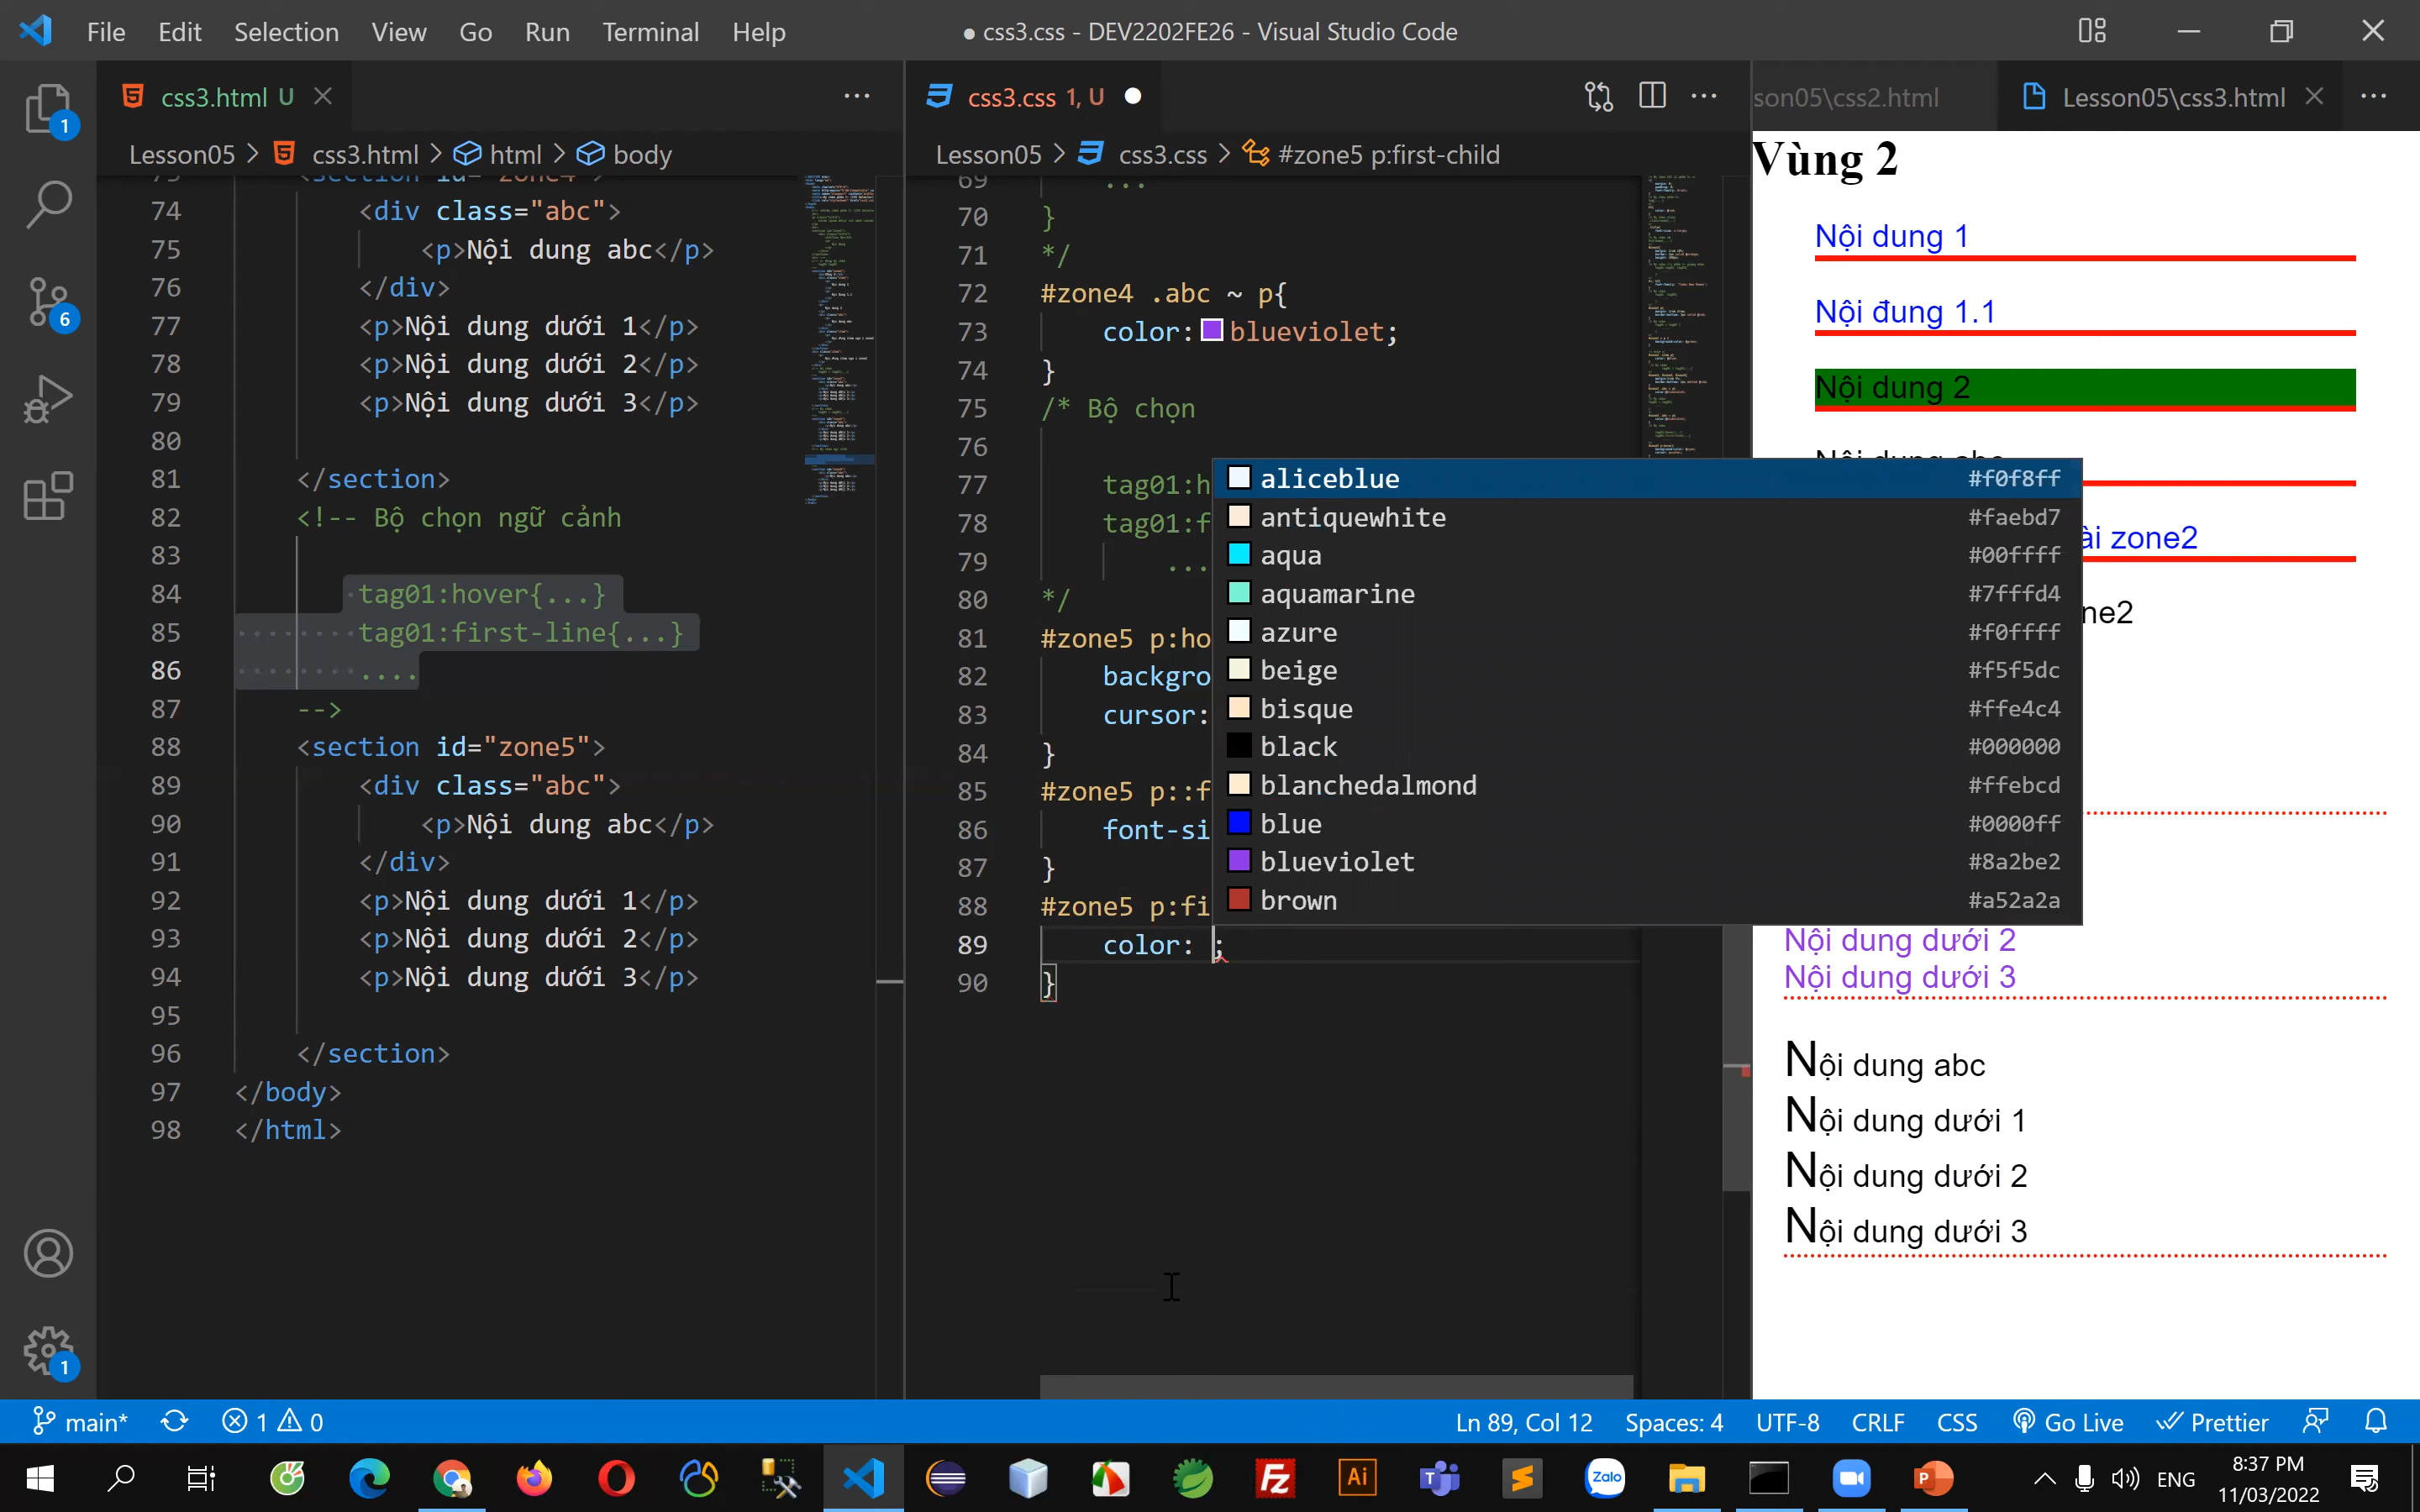 File Edit Selection View Go Run Terminal Help
● css3.css - DEV2202FE26 - Visual Studio Code
css3.html U
Lesson05 > css3.html > html > body
74 <div class="abc">
75 <p>Nội dung abc</p>
76 </div>
77 <p>Nội dung dưới 1</p>
78 <p>Nội dung dưới 2</p>
79 <p>Nội dung dưới 3</p>
80
81 </section>
82 <!-- Bộ chọn ngữ cảnh
83
84 tag01:hover{...}
85 tag01:first-line{...}
86 ....
87 -->
88 <section id="zone5">
89 <div class="abc">
90 <p>Nội dung abc</p>
91 </div>
92 <p>Nội dung dưới 1</p>
93 <p>Nội dung dưới 2</p>
94 <p>Nội dung dưới 3</p>
95
96 </section>
97 </body>
98 </html>
css3.css 1, U
Lesson05 > css3.css > #zone5 p:first-child
69 ...
70 }
71 */
72 #zone4 .abc ~ p{
73 color: blueviolet;
74 }
75 /* Bộ chọn
76
77 tag01:h
78 tag01:f
79 ...
80 */
81 #zone5 p:ho
82 backgro
83 cursor:
84 }
85 #zone5 p::f
86 font-si
87 }
88 #zone5 p:fi
89 color: ;
90 }
aliceblue #f0f8ff
antiquewhite #faebd7
aqua #00ffff
aquamarine #7fffd4
azure #f0ffff
beige #f5f5dc
bisque #ffe4c4
black #000000
blanchedalmond #ffebcd
blue #0000ff
blueviolet #8a2be2
brown #a52a2a
son05\css2.html
Lesson05\css3.html
Vùng 2
Nội dung 1
Nội đung 1.1
Nội dung 2
ài zone2
ne2
Nội dung dưới 2
Nội dung dưới 3
Nội dung abc
Nội dung dưới 1
Nội dung dưới 2
Nội dung dưới 3
1
6
1
main* 1 0
Ln 89, Col 12 Spaces: 4 UTF-8 CRLF CSS Go Live Prettier
Ai
Zalo
ENG
8:37 PM
11/03/2022